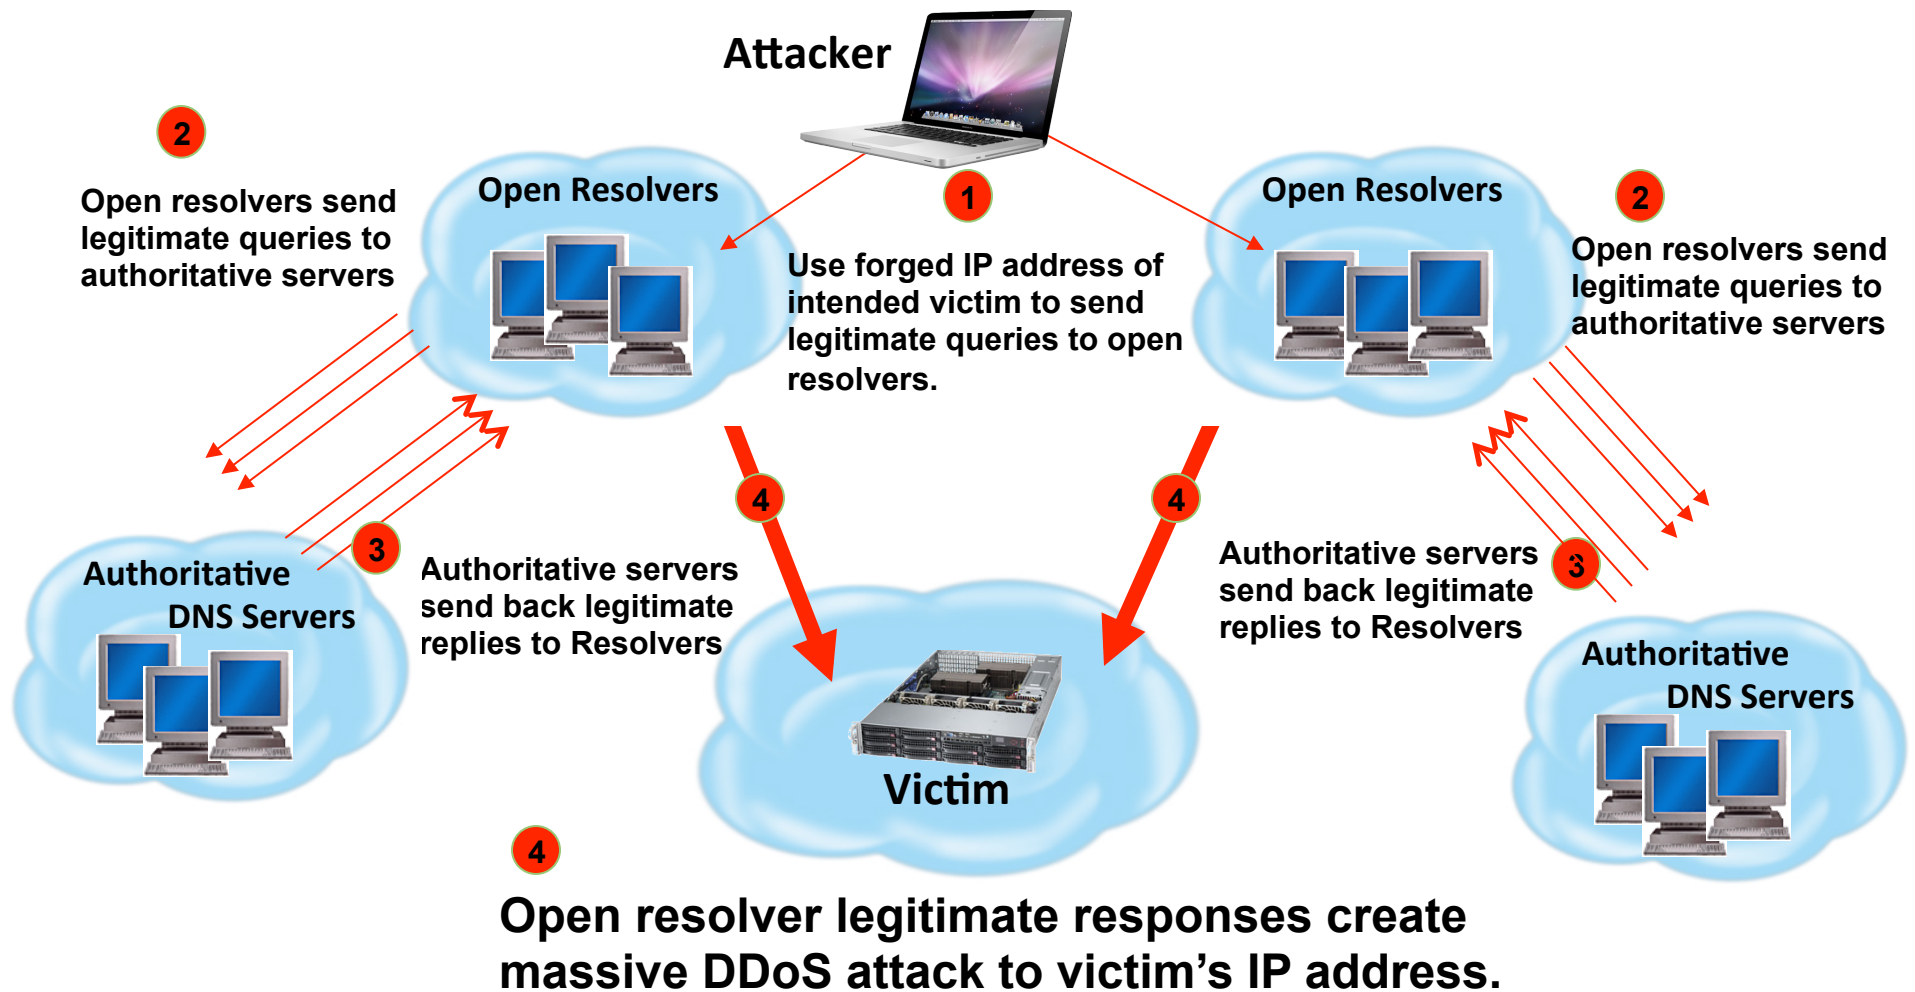 Attacker
2
Open resolvers send
legitimate queries to
authoritative servers
Open Resolvers
1
Use forged IP address of
intended victim to send
legitimate queries to open
resolvers.
Open Resolvers
2
Open resolvers send
legitimate queries to
authoritative servers
4
4
3
Authoritative servers
send back legitimate
replies to Resolvers
Authoritative
DNS Servers
Authoritative servers
send back legitimate
replies to Resolvers
3
Authoritative
DNS Servers
Victim
4
Open resolver legitimate responses create
massive DDoS attack to victim’s IP address.